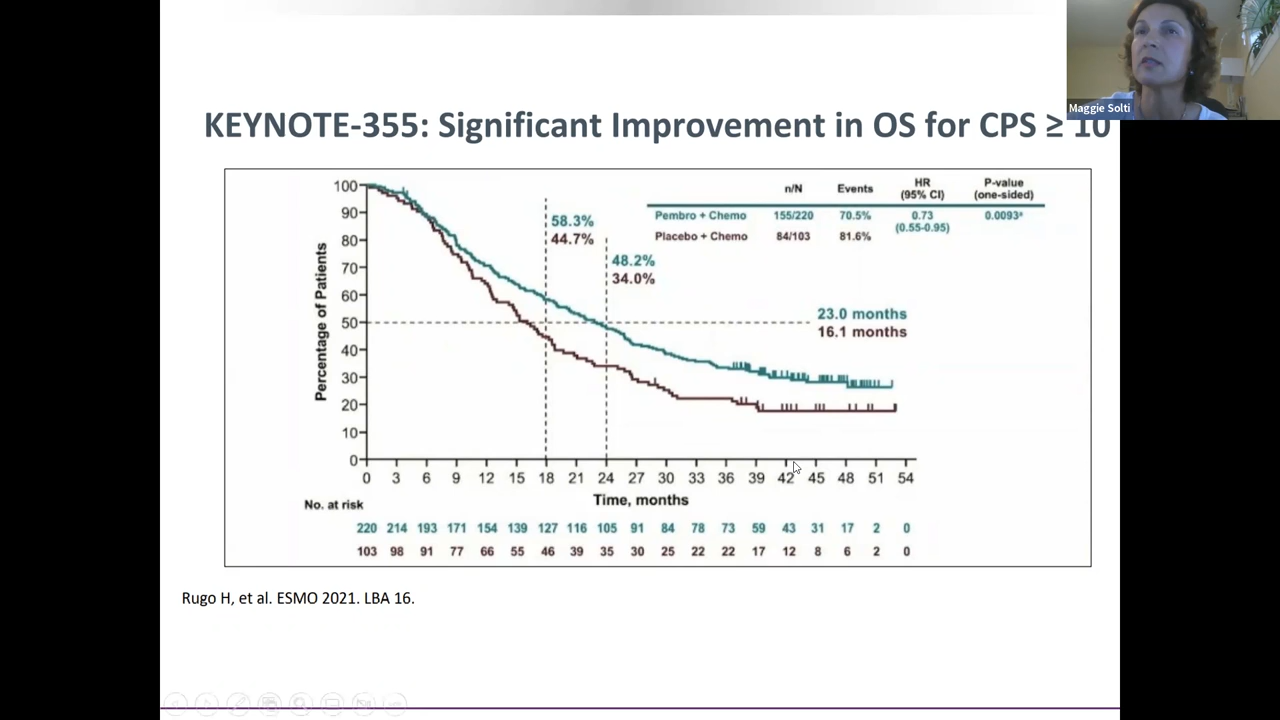 Maggie Solti
KEYNOTE-355: Significant Improvement in OS for CPS ≥ 10
n/N Events HR (95% CI) P-value (one-sided)
Pembro + Chemo 155/220 70.5% 0.73 (0.55-0.95) 0.0093ª
Placebo + Chemo 84/103 81.6%
58.3%
44.7%
48.2%
34.0%
23.0 months
16.1 months
Percentage of Patients
100
90
80
70
60
50
40
30
20
10
0
0 3 6 9 12 15 18 21 24 27 30 33 36 39 42 45 48 51 54
Time, months
No. at risk
220 214 193 171 154 139 127 116 105 91 84 78 73 59 43 31 17 2 0
103 98 91 77 66 55 46 39 35 30 25 22 22 17 12 8 6 2 0
Rugo H, et al. ESMO 2021. LBA 16.